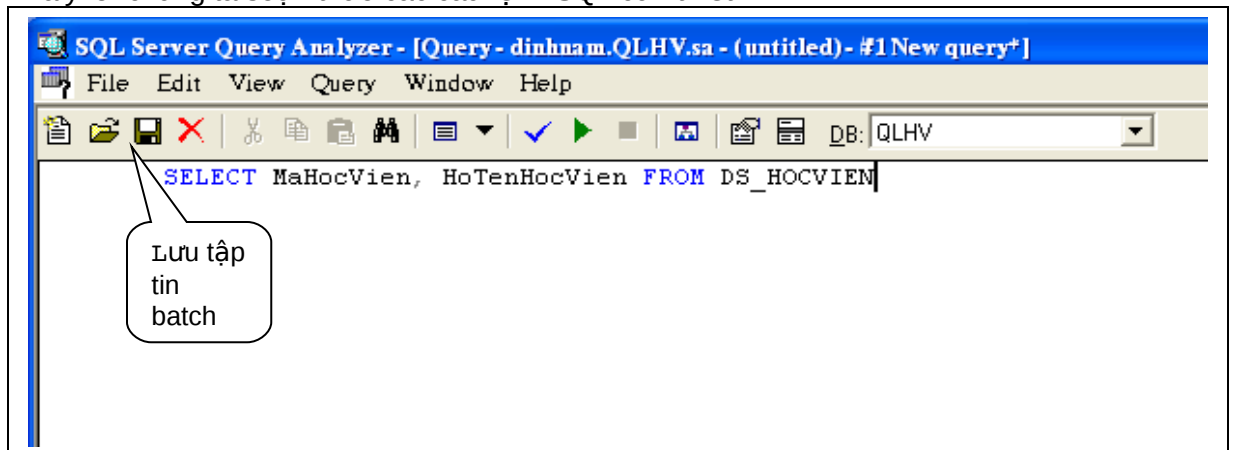 SQL Server Query Analyzer - [Query - dinhnam.QLHV.sa - (untitled) - #1 New query*]
File Edit View Query Window Help
DB: QLHV
SELECT MaHocVien, HoTenHocVien FROM DS_HOCVIEN
Lưu tập
tin
batch